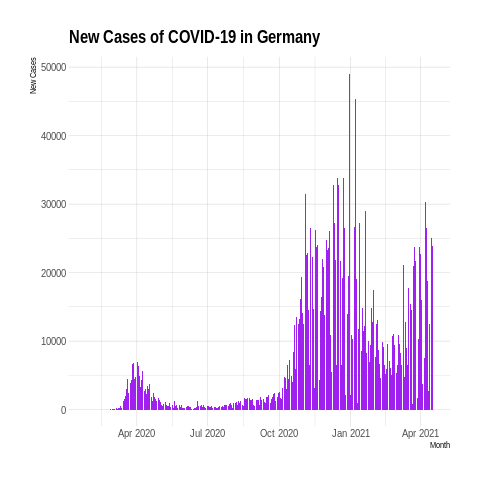 New Cases of COVID-19 in Germany
New Cases
50000
40000
30000
20000
10000
0
Apr 2020 Jul 2020 Oct 2020 Jan 2021 Apr 2021
Month